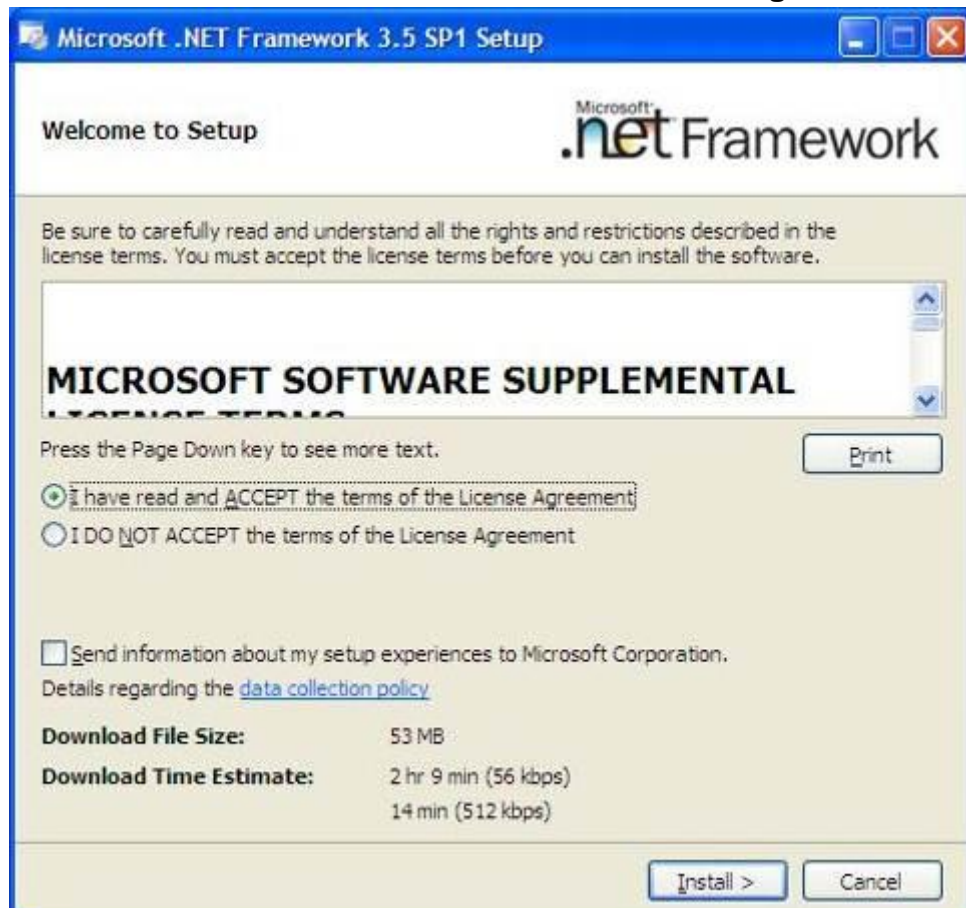 Microsoft .NET Framework 3.5 SP1 Setup
Welcome to Setup
Microsoft
.net Framework
Be sure to carefully read and understand all the rights and restrictions described in the
license terms. You must accept the license terms before you can install the software.
MICROSOFT SOFTWARE SUPPLEMENTAL
LICENSE TERMS
Press the Page Down key to see more text.
Print
I have read and ACCEPT the terms of the License Agreement
I DO NOT ACCEPT the terms of the License Agreement
Send information about my setup experiences to Microsoft Corporation.
Details regarding the data collection policy
Download File Size: 53 MB
Download Time Estimate: 2 hr 9 min (56 kbps)
14 min (512 kbps)
Install >
Cancel